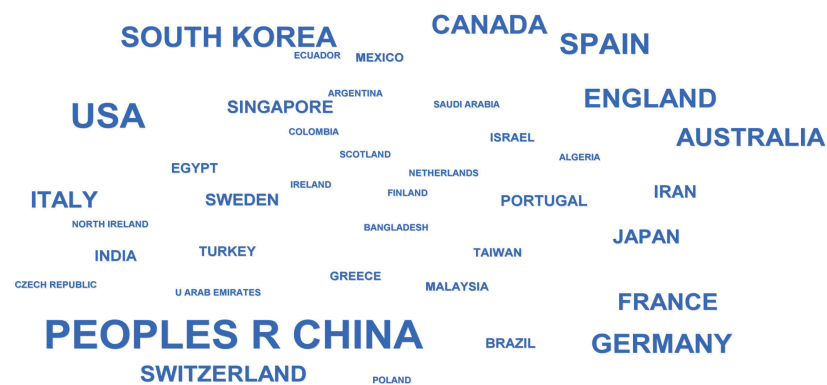 CANADA
SOUTH KOREA
SPAIN
ECUADOR
MEXICO
ARGENTINA
ENGLAND
SINGAPORE
SAUDI ARABIA
USA
COLOMBIA
ISRAEL
AUSTRALIA
SCOTLAND
ALGERIA
EGYPT
NETHERLANDS
IRELAND
FINLAND
IRAN
ITALY
SWEDEN
PORTUGAL
NORTH IRELAND
BANGLADESH
JAPAN
TURKEY
TAIWAN
INDIA
GREECE
CZECH REPUBLIC
MALAYSIA
U ARAB EMIRATES
FRANCE
PEOPLES R CHINA
BRAZIL
GERMANY
SWITZERLAND
POLAND